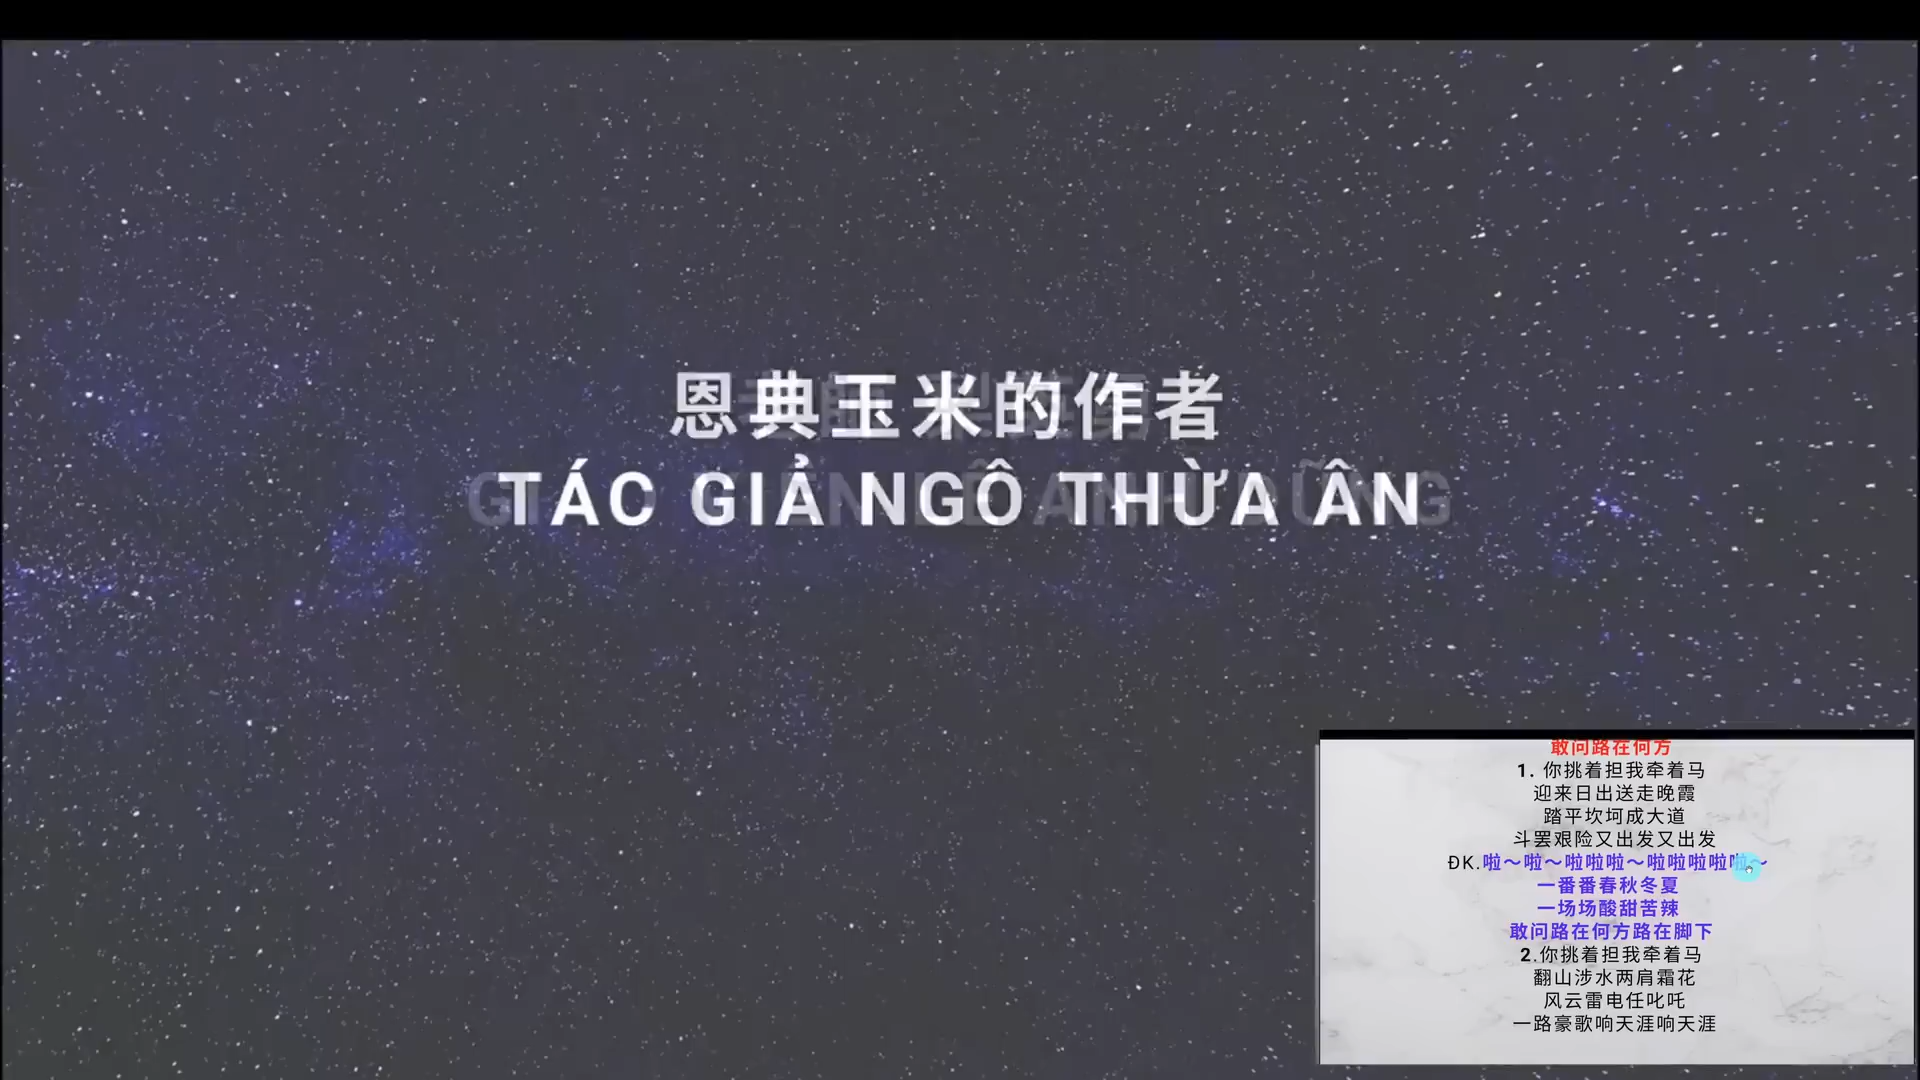 恩典玉米的作者
TÁC GIẢ NGÔ THỪA ÂN
敢问路在何方
1. 你挑着担我牵着马
迎来日出送走晚霞
踏平坎坷成大道
斗罢艰险又出发又出发
ĐK.啦～啦～啦啦啦～啦啦啦啦啦～
一番番春秋冬夏
一场场酸甜苦辣
敢问路在何方路在脚下
2.你挑着担我牵着马
翻山涉水两肩霜花
风云雷电任叱吒
一路豪歌响天涯响天涯